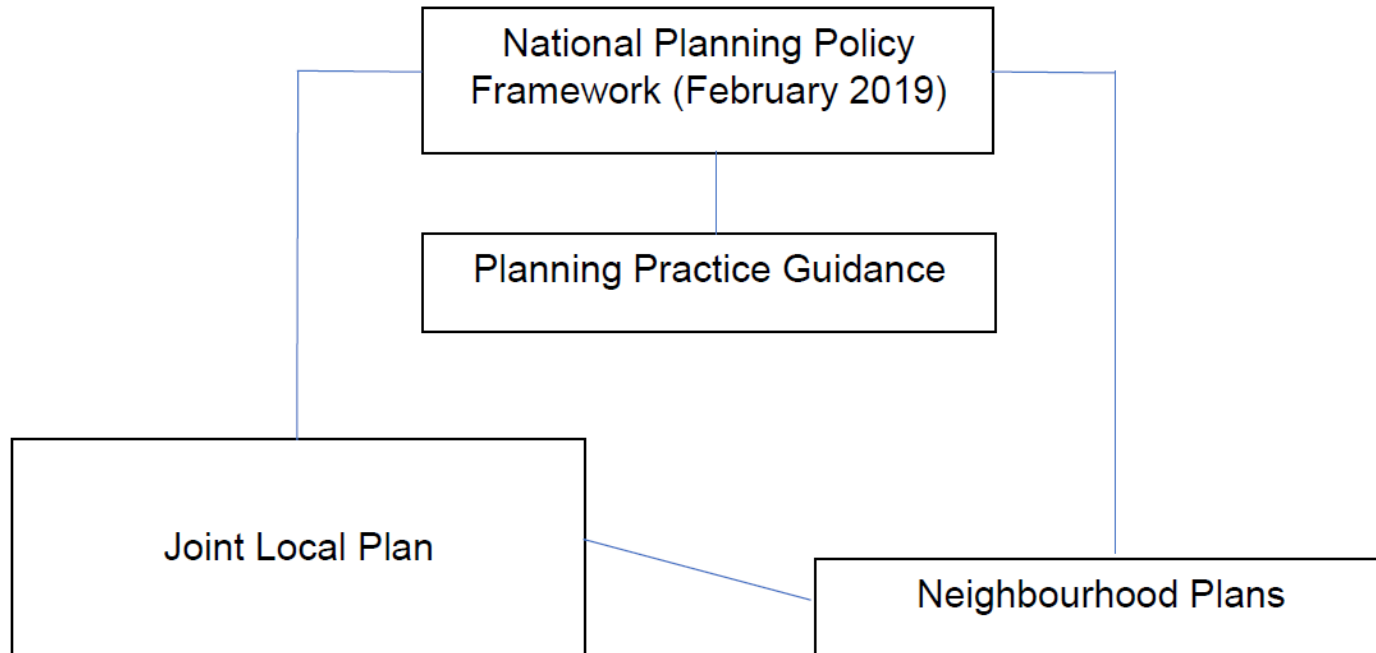 National Planning Policy
Framework (February 2019)
Planning Practice Guidance
Joint Local Plan
Neighbourhood Plans